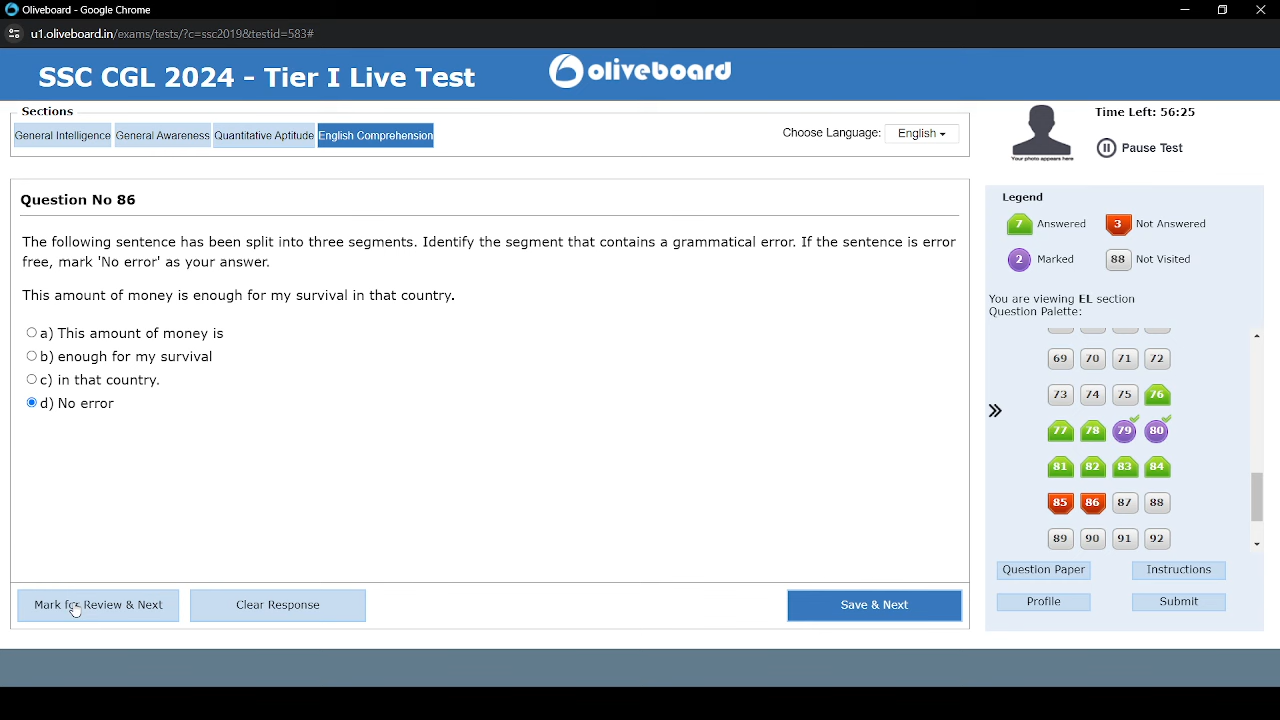 Oliveboard - Google Chrome
u1.oliveboard.in/exams/tests/?c=ssc2019&testid=583#
SSC CGL 2024 - Tier I Live Test
oliveboard
Sections
General Intelligence General Awareness Quantitative Aptitude English Comprehension
Choose Language: English
Your photo appears here
Time Left: 56:25
Pause Test
Question No 86
The following sentence has been split into three segments. Identify the segment that contains a grammatical error. If the sentence is error
free, mark 'No error' as your answer.
This amount of money is enough for my survival in that country.
a) This amount of money is
b) enough for my survival
c) in that country.
d) No error
Mark for Review & Next
Clear Response
Save & Next
Legend
7 Answered 3 Not Answered
2 Marked 88 Not Visited
You are viewing EL section
Question Palette:
69 70 71 72
73 74 75 76
77 78 79 80
81 82 83 84
85 86 87 88
89 90 91 92
Question Paper Instructions
Profile Submit